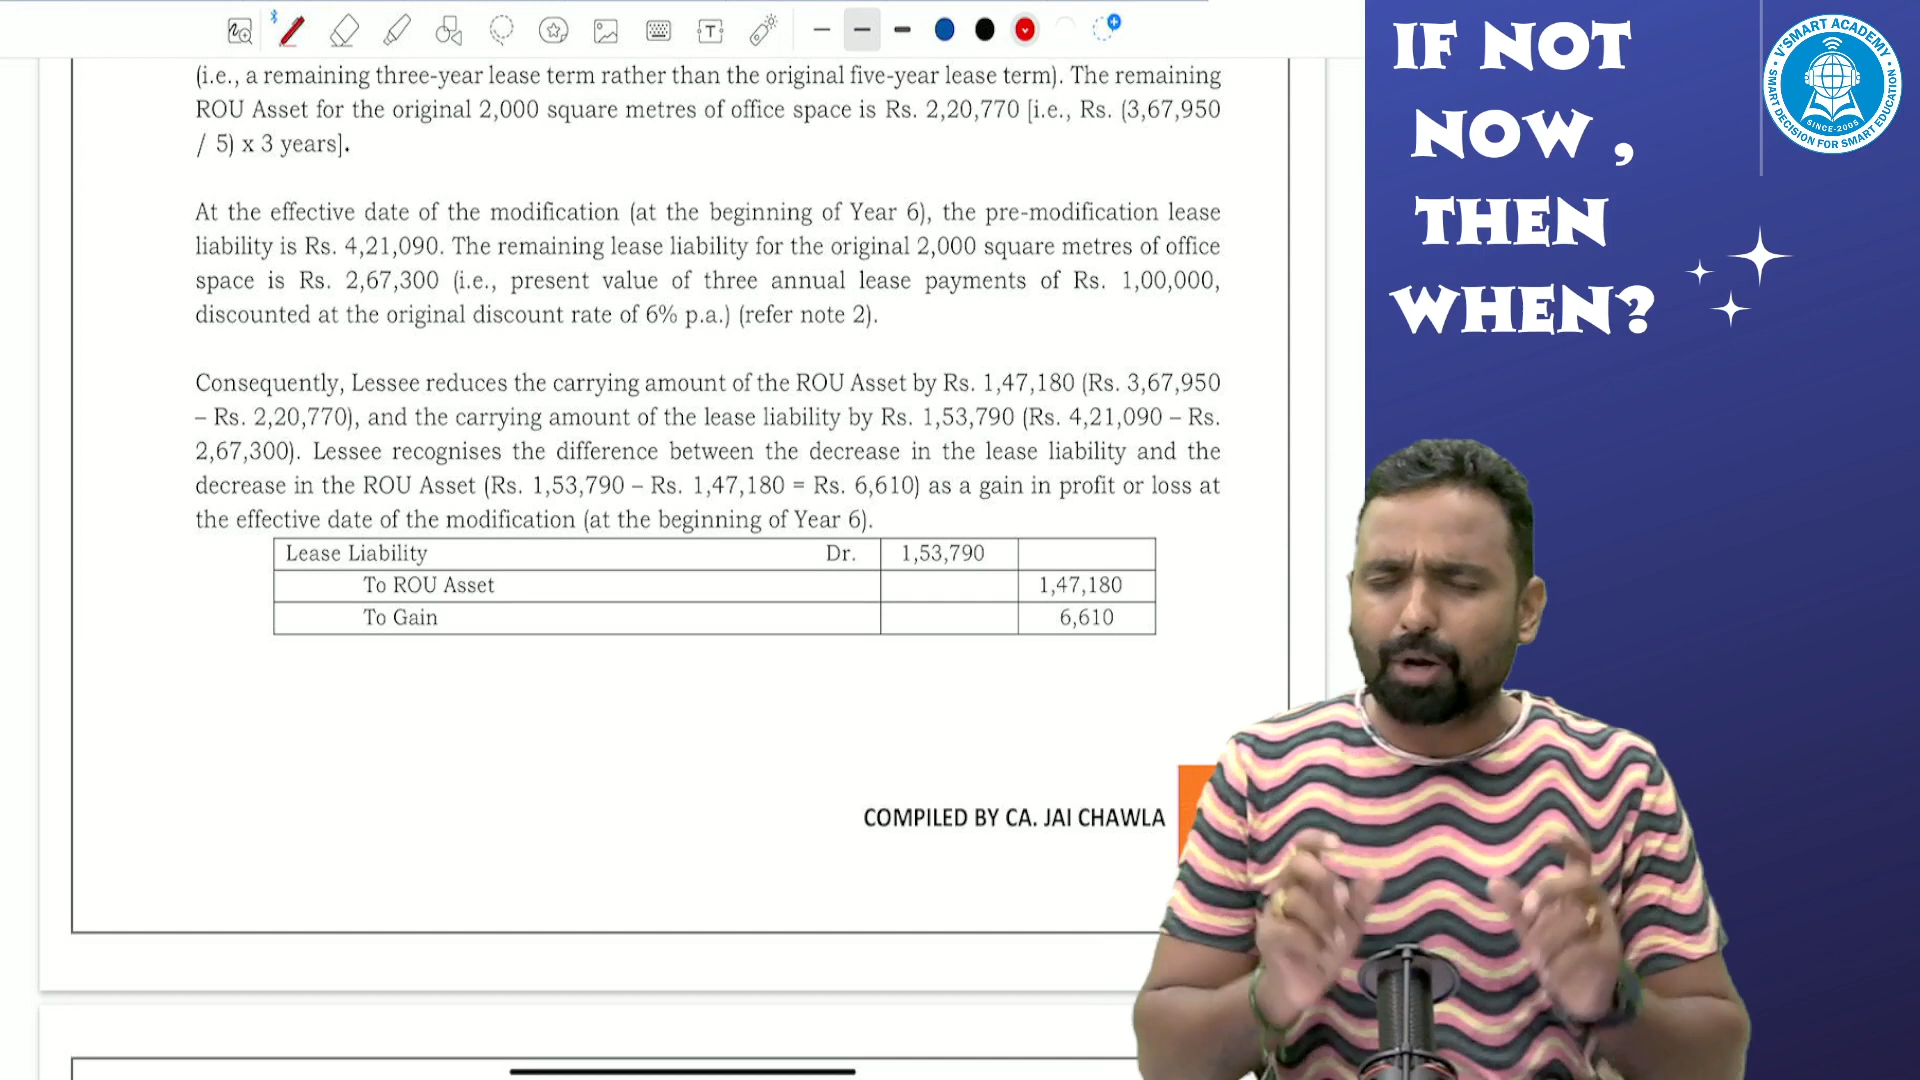 (i.e., a remaining three-year lease term rather than the original five-year lease term). The remaining
ROU Asset for the original 2,000 square metres of office space is Rs. 2,20,770 [i.e., Rs. (3,67,950
/ 5) x 3 years].
At the effective date of the modification (at the beginning of Year 6), the pre-modification lease
liability is Rs. 4,21,090. The remaining lease liability for the original 2,000 square metres of office
space is Rs. 2,67,300 (i.e., present value of three annual lease payments of Rs. 1,00,000,
discounted at the original discount rate of 6% p.a.) (refer note 2).
Consequently, Lessee reduces the carrying amount of the ROU Asset by Rs. 1,47,180 (Rs. 3,67,950
– Rs. 2,20,770), and the carrying amount of the lease liability by Rs. 1,53,790 (Rs. 4,21,090 – Rs.
2,67,300). Lessee recognises the difference between the decrease in the lease liability and the
decrease in the ROU Asset (Rs. 1,53,790 – Rs. 1,47,180 = Rs. 6,610) as a gain in profit or loss at
the effective date of the modification (at the beginning of Year 6).
Lease Liability Dr. 1,53,790
To ROU Asset 1,47,180
To Gain 6,610
COMPILED BY CA. JAI CHAWLA
IF NOT
NOW ,
THEN
WHEN?
V'SMART ACADEMY
SINCE-2005
SMART DECISION FOR SMART EDUCATION